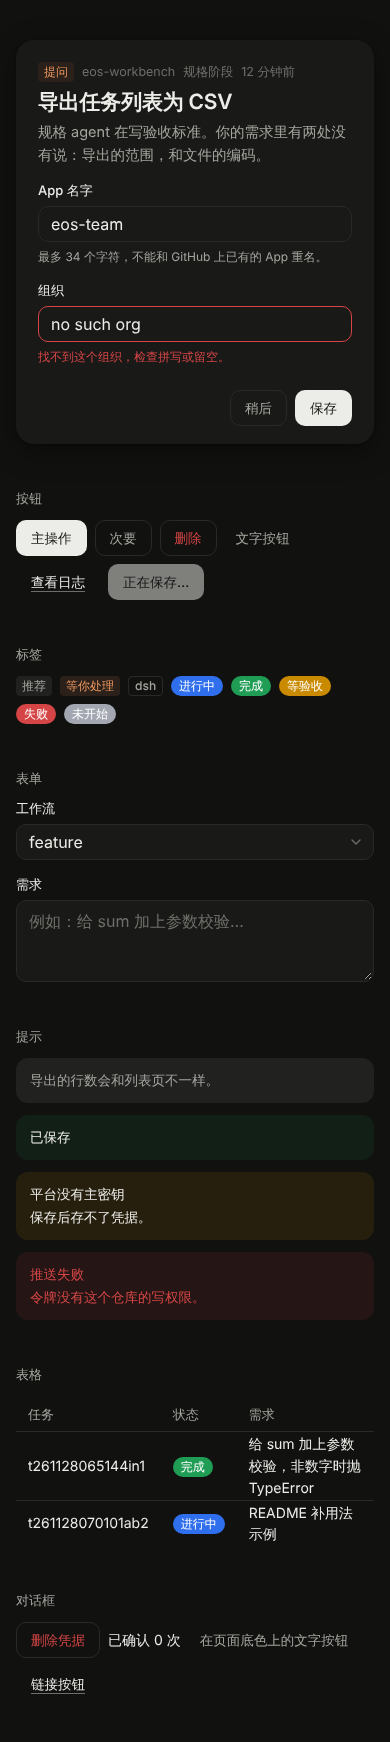 提问 eos-workbench 规格阶段 12 分钟前
导出任务列表为 CSV
规格 agent 在写验收标准。你的需求里有两处没
有说：导出的范围，和文件的编码。
App 名字
eos-team
最多 34 个字符，不能和 GitHub 上已有的 App 重名。
组织
no such org
找不到这个组织，检查拼写或留空。
稍后 保存
按钮
主操作 次要 删除 文字按钮
查看日志 正在保存...
标签
推荐 等你处理 dsh 进行中 完成 等验收
失败 未开始
表单
工作流
feature
需求
例如：给 sum 加上参数校验...
提示
导出的行数会和列表页不一样。
已保存
平台没有主密钥
保存后存不了凭据。
推送失败
令牌没有这个仓库的写权限。
表格
任务 状态 需求
t261128065144in1 完成 给 sum 加上参数
校验，非数字时抛
TypeError
t261128070101ab2 进行中 README 补用法
示例
对话框
删除凭据 已确认 0 次 在页面底色上的文字按钮
链接按钮